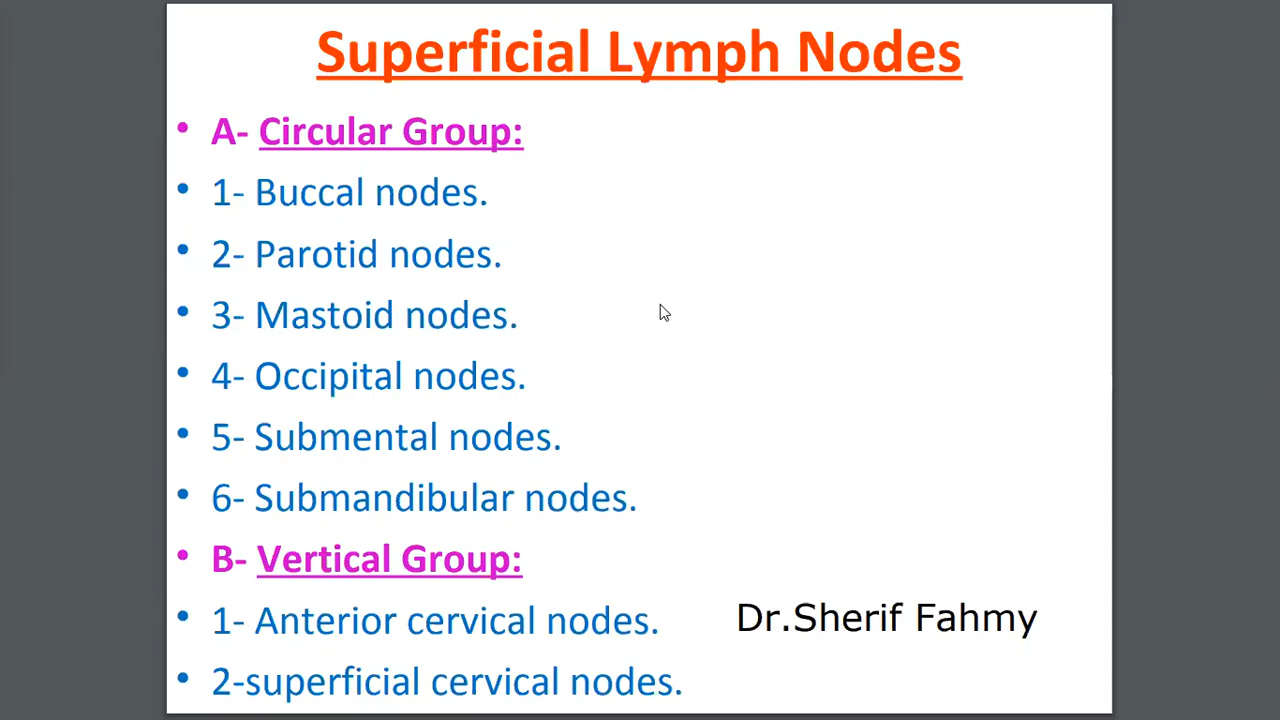 Superficial Lymph Nodes
• A- Circular Group:
• 1- Buccal nodes.
• 2- Parotid nodes.
• 3- Mastoid nodes.
• 4- Occipital nodes.
• 5- Submental nodes.
• 6- Submandibular nodes.
• B- Vertical Group:
• 1- Anterior cervical nodes.
Dr.Sherif Fahmy
• 2-superficial cervical nodes.